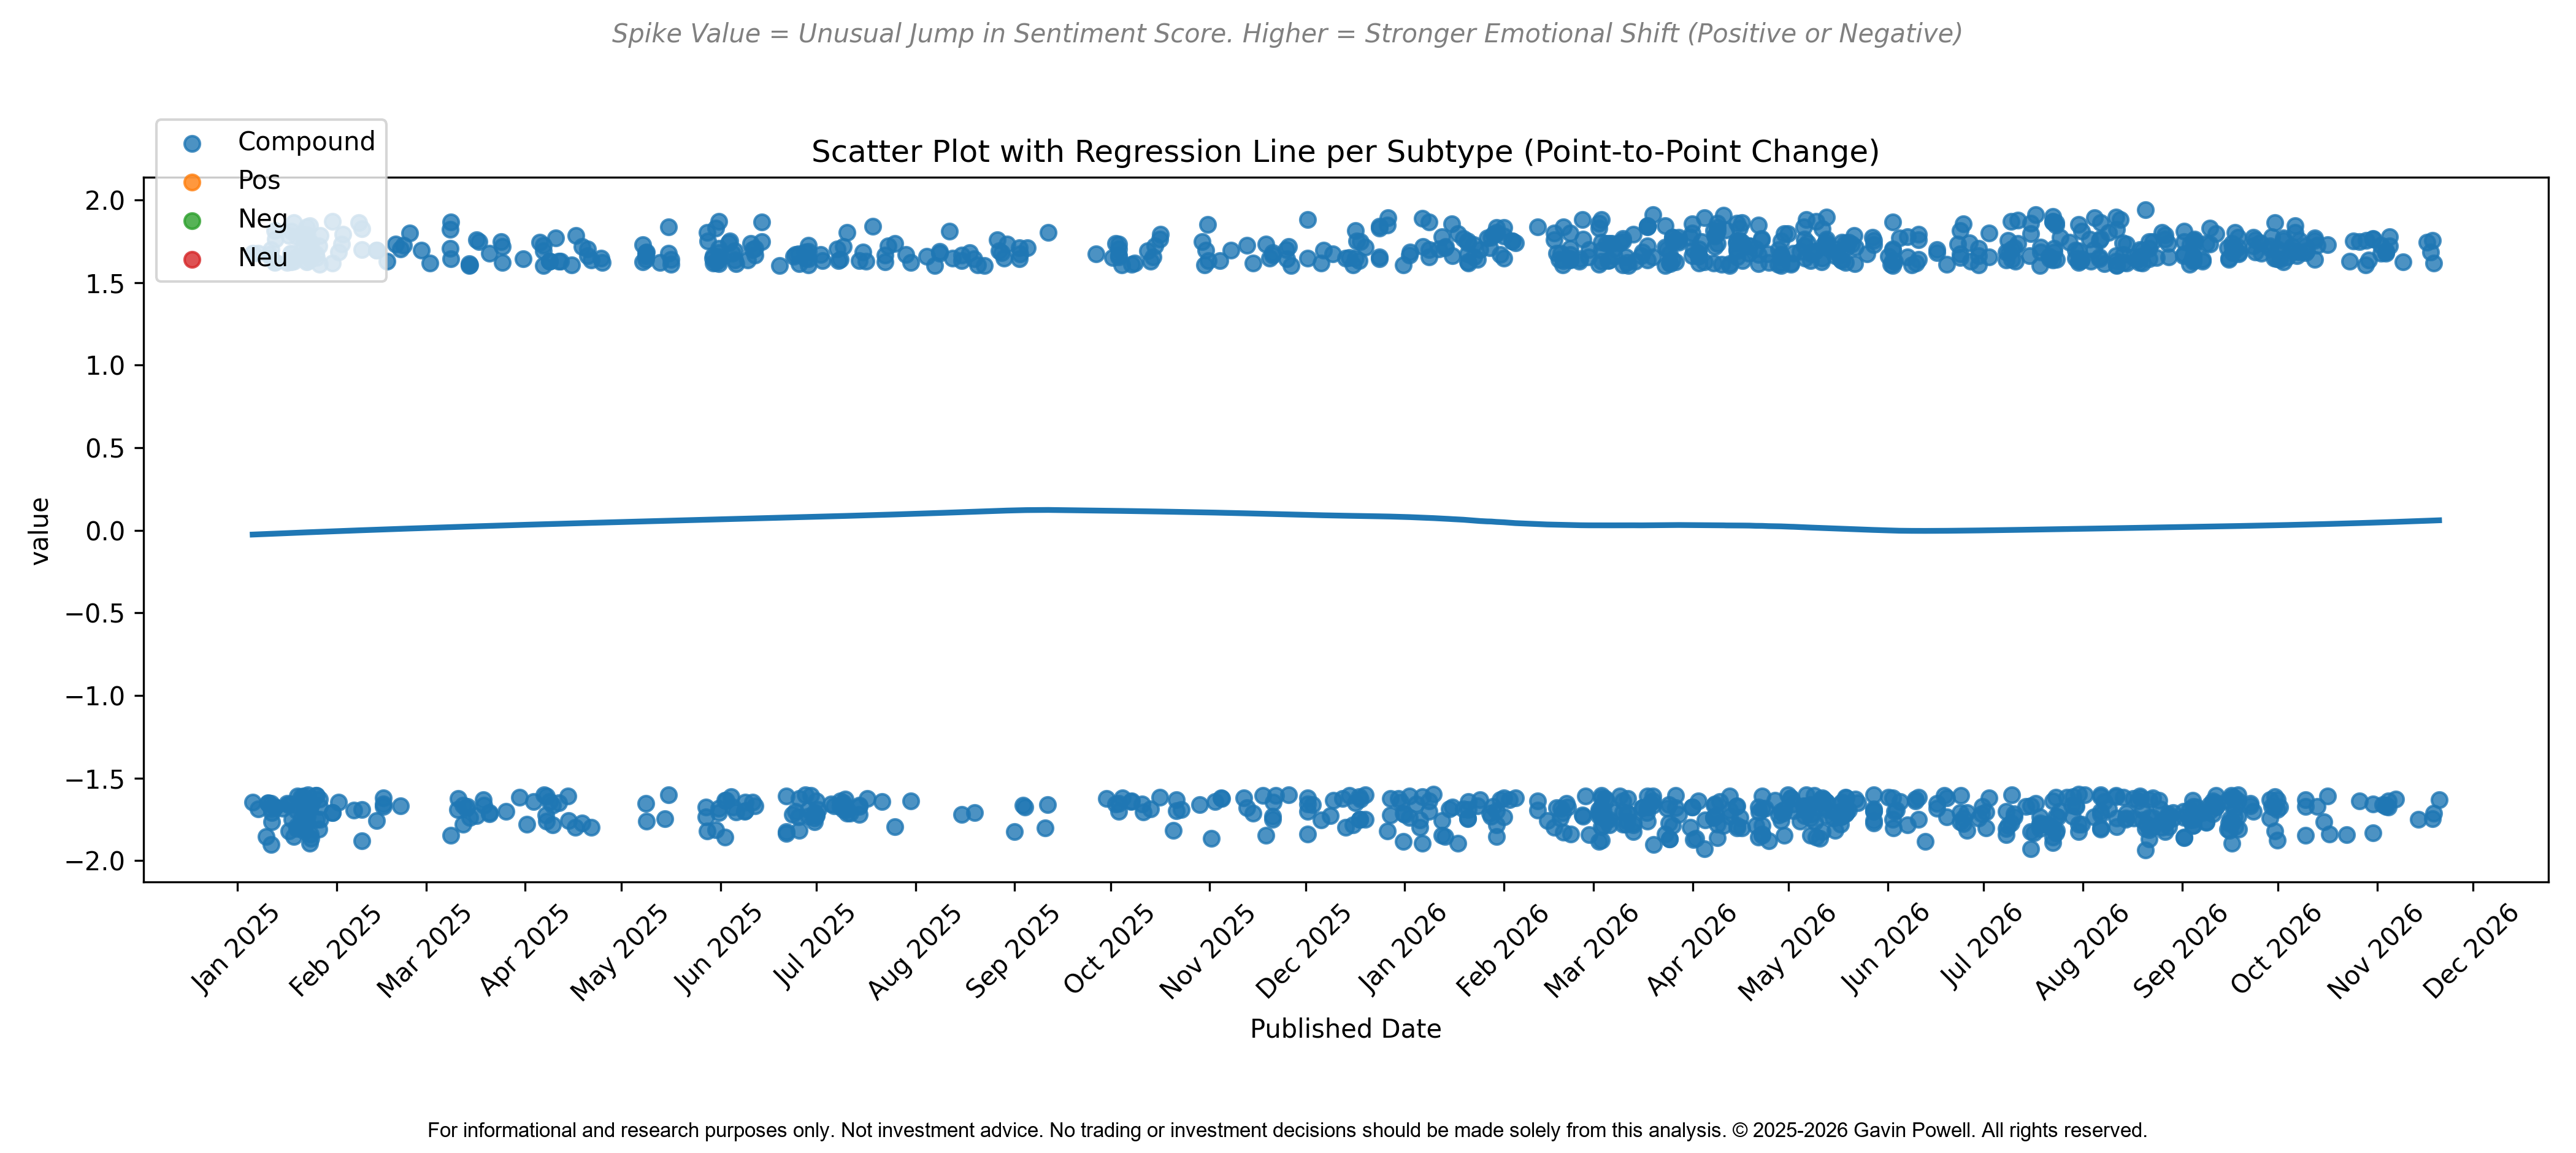 Spike Value = Unusual Jump in Sentiment Score. Higher = Stronger Emotional Shift (Positive or Negative)
Scatter Plot with Regression Line per Subtype (Point-to-Point Change)
Compound
Pos
Neg
Neu
value
2.0
1.5
1.0
0.5
0.0
−0.5
−1.0
−1.5
−2.0
Jan 2025
Feb 2025
Mar 2025
Apr 2025
May 2025
Jun 2025
Jul 2025
Aug 2025
Sep 2025
Oct 2025
Nov 2025
Dec 2025
Jan 2026
Feb 2026
Mar 2026
Apr 2026
May 2026
Jun 2026
Jul 2026
Aug 2026
Sep 2026
Oct 2026
Nov 2026
Dec 2026
Published Date
For informational and research purposes only. Not investment advice. No trading or investment decisions should be made solely from this analysis. © 2025-2026 Gavin Powell. All rights reserved.